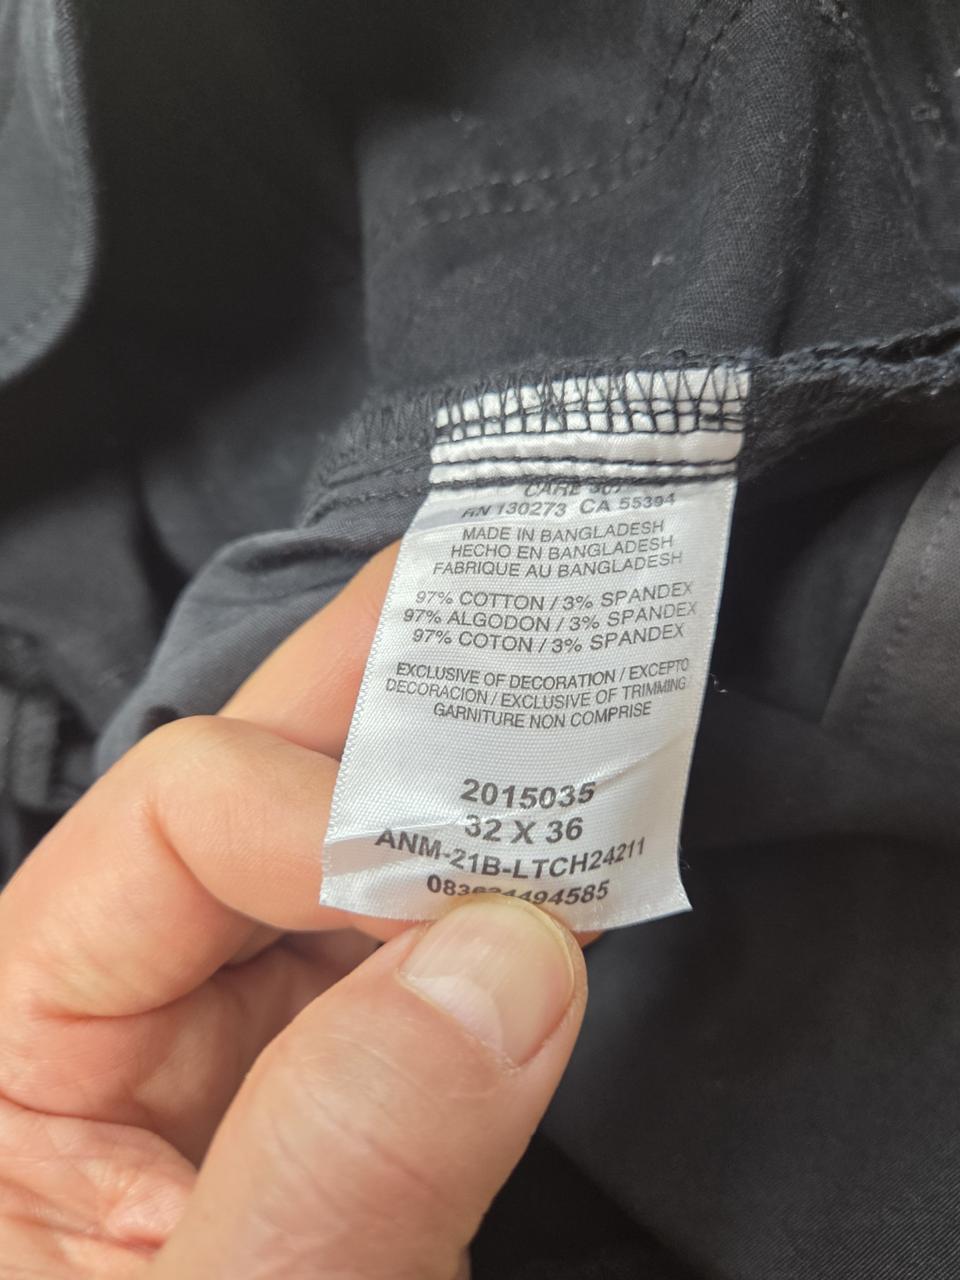 CARE
RN 130273 CA 55394
MADE IN BANGLADESH
HECHO EN BANGLADESH
FABRIQUE AU BANGLADESH
97% COTTON / 3% SPANDEX
97% ALGODON / 3% SPANDEX
97% COTON / 3% SPANDEX
EXCLUSIVE OF DECORATION / EXCEPTO
DECORACION / EXCLUSIVE OF TRIMMING/
GARNITURE NON COMPRISE
2015035
32 X 36
ANM-21B-LTCH24211